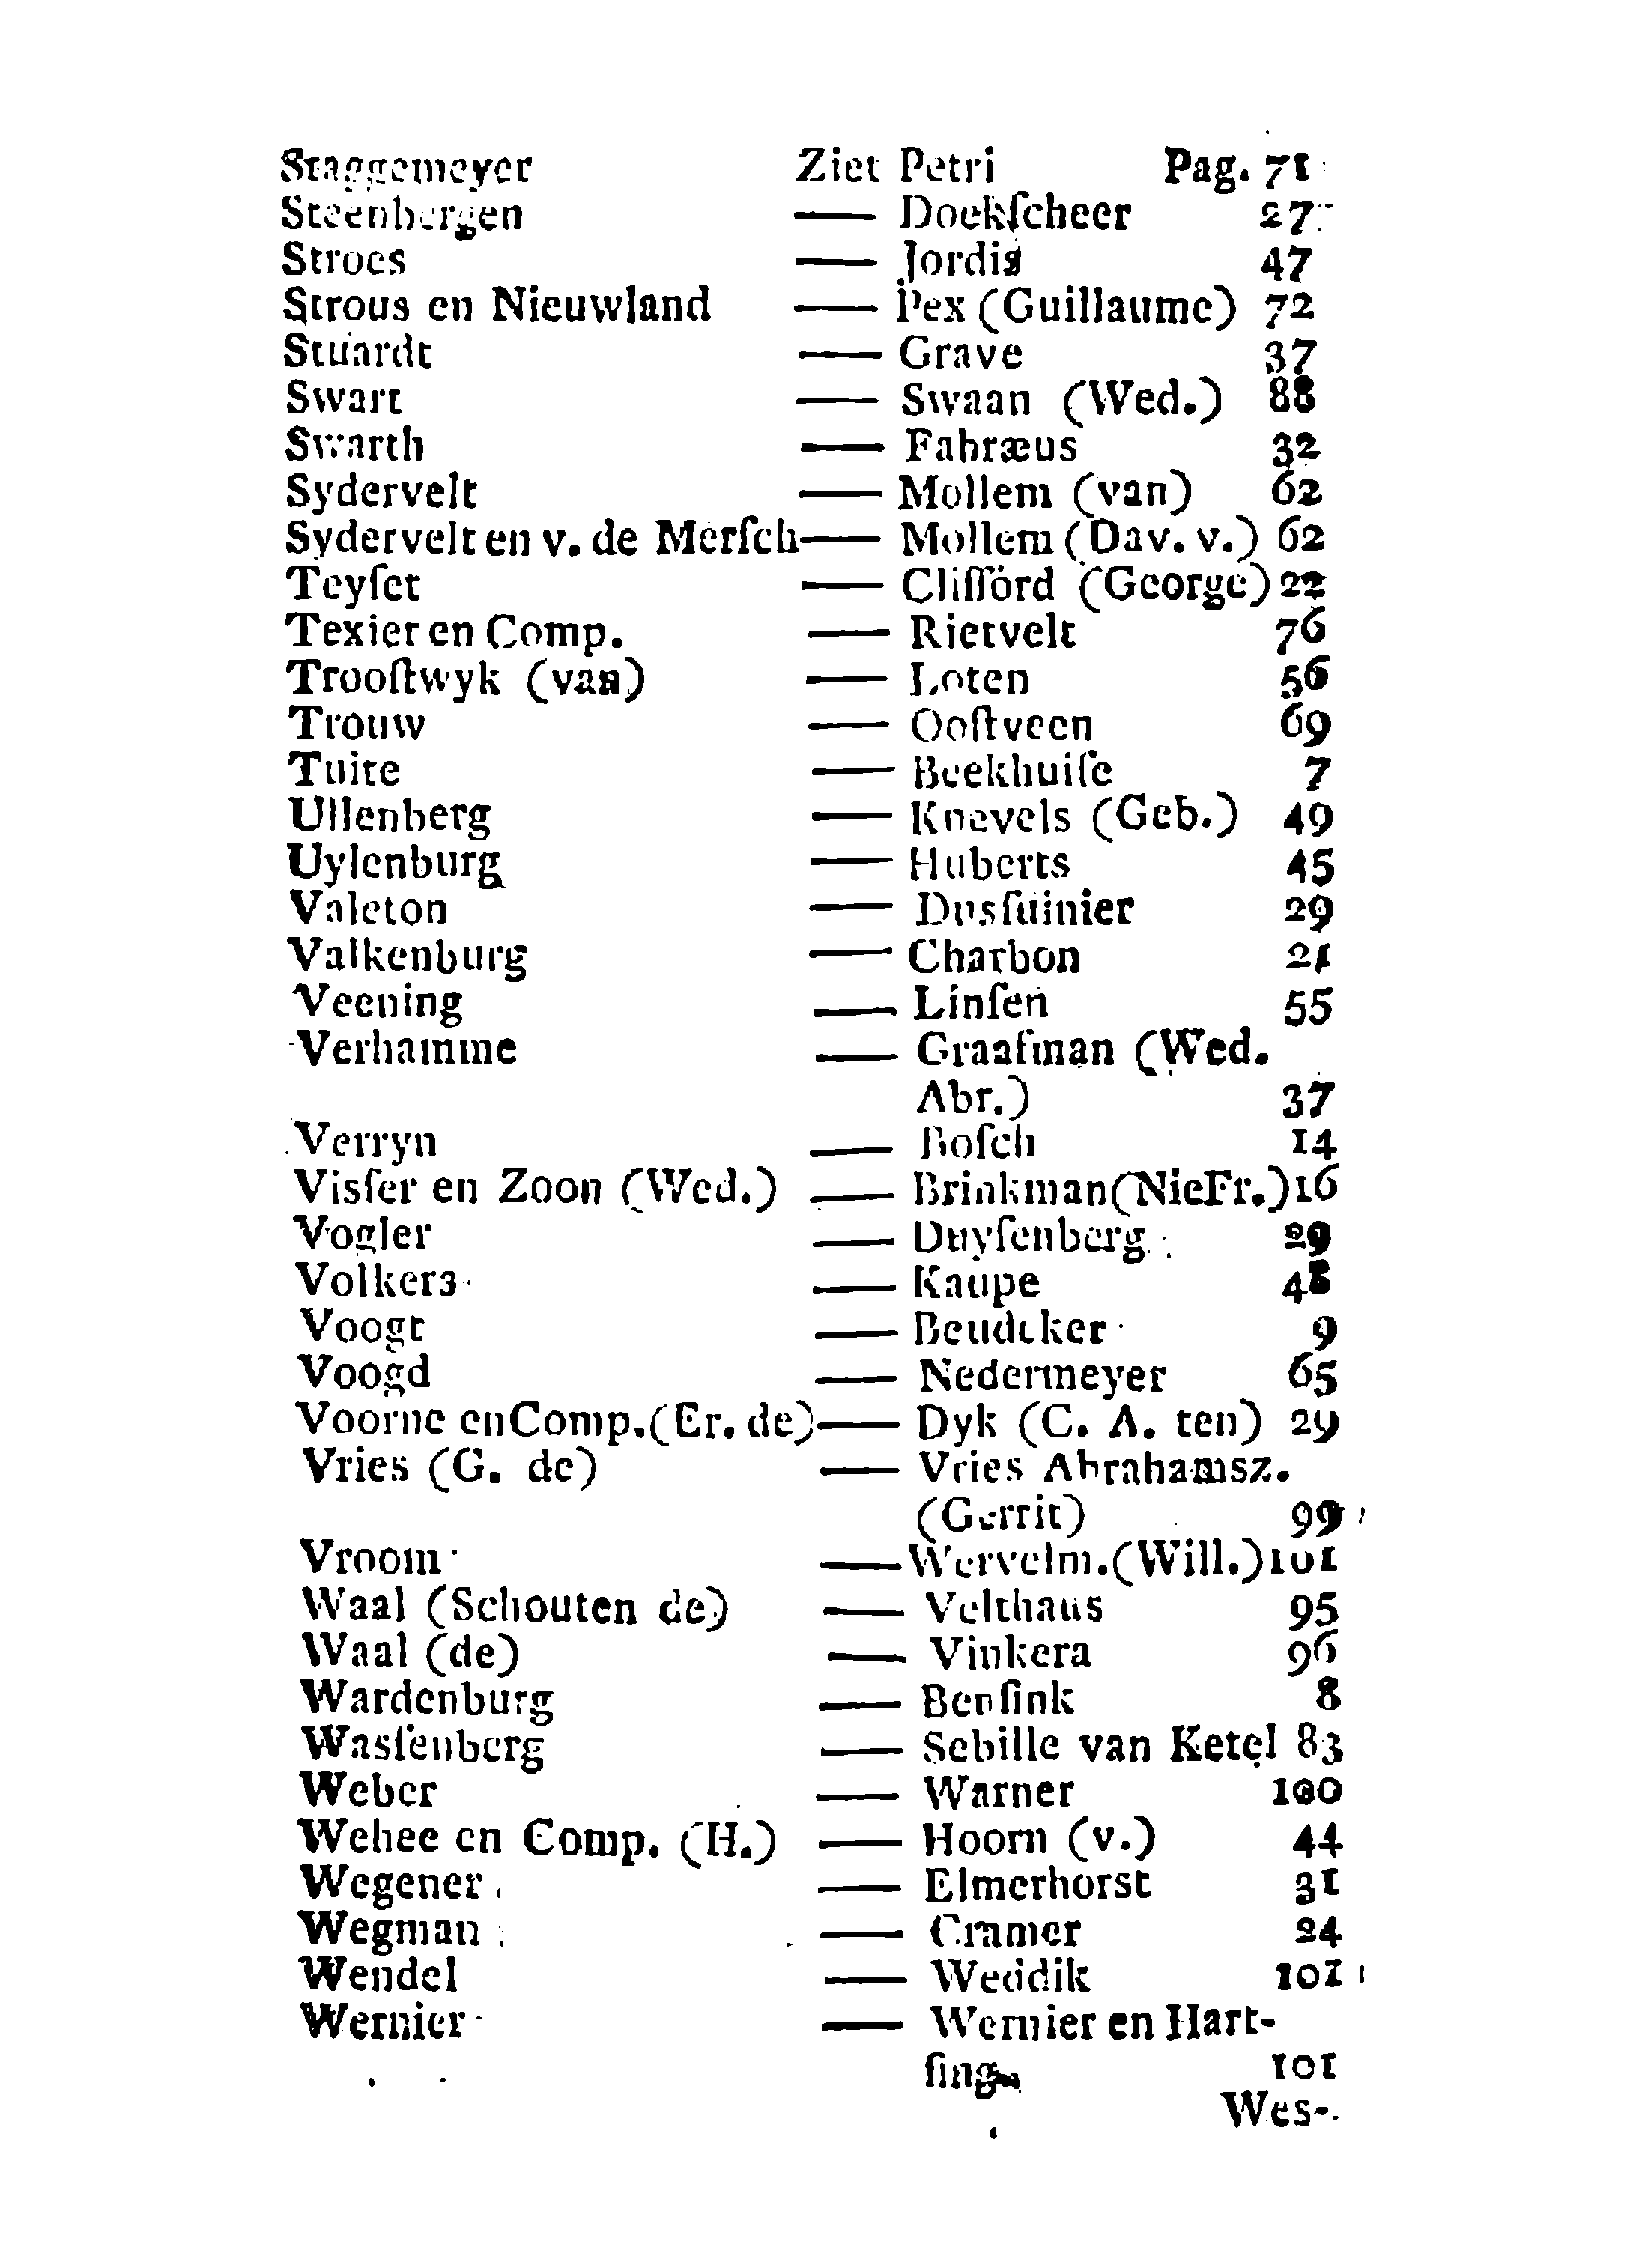 Staggemeyer Ziet Petri Pag. 71
Steenbergen — Doekſcheer 27
Stroes — Jordis 47
Strous en Nieuwland — Pex (Guillaume) 72
Stuardt — Grave 37
Swart — Swaan (Wed.) 88
Swarth — Fahræus 32
Sydervelt — Mollem (van) 62
Sydervelt en v. de Merſch — Mollem (Dav. v.) 62
Teyſet — Cliſſord (George) 22
Texier en Comp. — Rietvelt 76
Trooſtwyk (van) — Loten 56
Trouw — Ooſtveen 69
Tuite — Beekhuiſe 7
Ullenberg — Knevels (Geb.) 49
Uylenburg — Huberts 45
Valeton — Dusſuinier 29
Valkenburg — Charbon 21
Veening — Linſen 55
Verhamme — Graafman (Wed.
Abr.) 37
Verryn — Boſch 14
Visſer en Zoon (Wed.) — Brinkman (NicFr.) 16
Vogler — Duyſenberg 29
Volkers — Kaupe 48
Voogt — Beudeker 9
Voogd — Nedermeyer 65
Voorne en Comp. (Er. de) — Dyk (C. A. ten) 29
Vries (G. de) — Vries Abrahamsz.
(Gerrit) 99
Vroom — Wervelm. (Will.) 101
Waal (Schouten de) — Velthaus 95
Waal (de) — Vinkera 96
Wardenburg — Benſink 8
Wasſenberg — Sebille van Ketel 83
Weber — Warner 100
Wehee en Comp. (H.) — Hoorn (v.) 44
Wegener — Elmerhorst 31
Wegman — Cramer 24
Wendel — Weddik 101
Wernier — Wernier en Hart-
ſing 101
Wes-